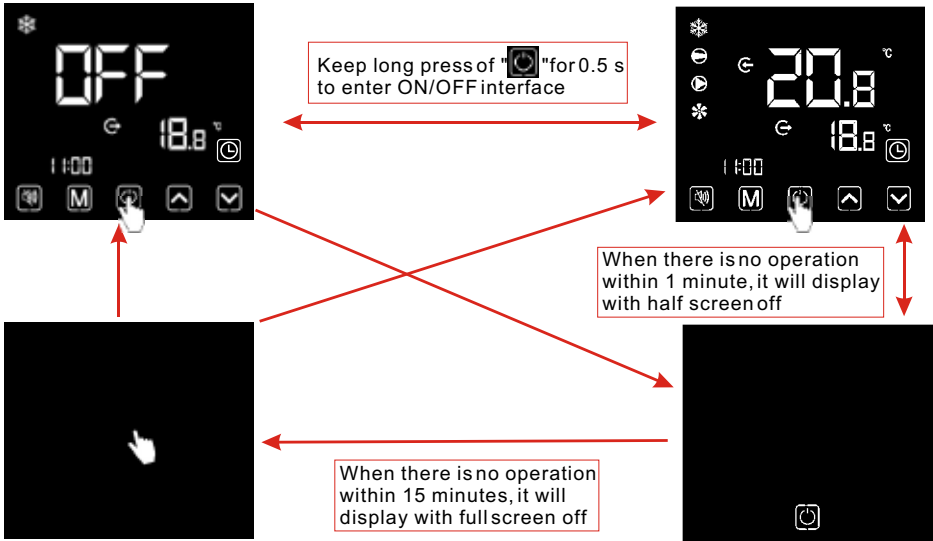 OFF
18.8 ℃
11:00
M
Keep long press of " " for 0.5 s
to enter ON/OFF interface
20.8 ℃
18.8 ℃
11:00
M
When there is no operation
within 1 minute, it will display
with half screen off
When there is no operation
within 15 minutes, it will
display with full screen off